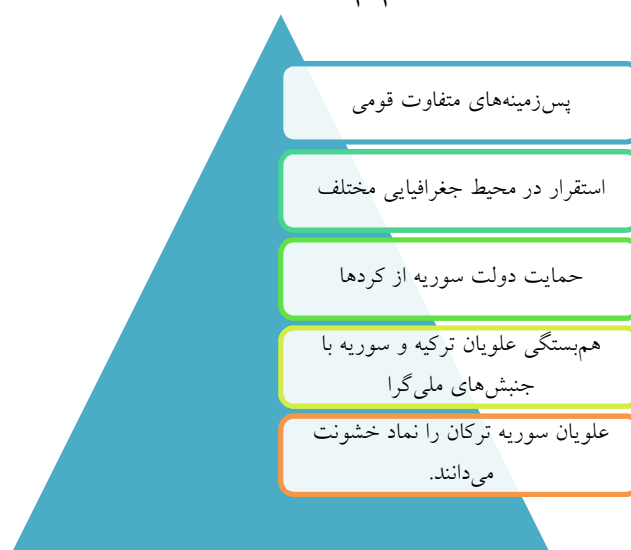 پس‌زمینه‌های متفاوت قومی
استقرار در محیط جغرافیایی مختلف
حمایت دولت سوریه از کردها
هم‌بستگی علویان ترکیه و سوریه با
جنبش‌های ملی‌گرا
علویان سوریه ترکان را نماد خشونت
می‌دانند.